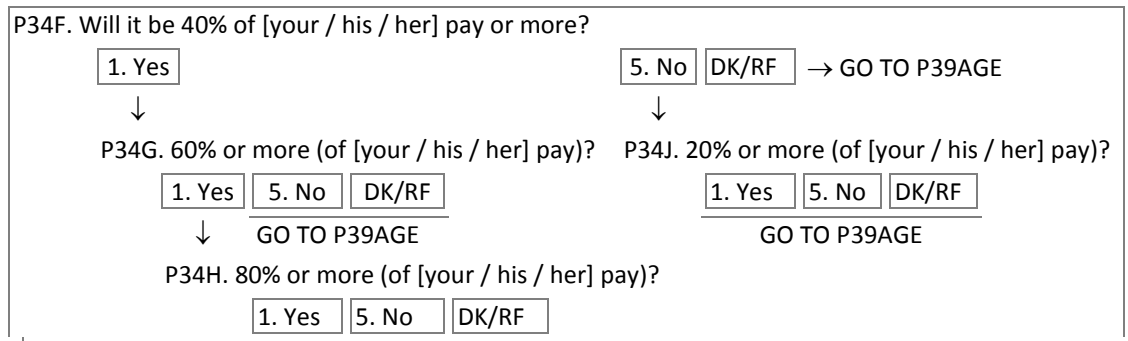 P34F. Will it be 40% of [your / his / her] pay or more?
1. Yes 5. No DK/RF → GO TO P39AGE
↓ ↓
P34G. 60% or more (of [your / his / her] pay)? P34J. 20% or more (of [your / his / her] pay)?
1. Yes 5. No DK/RF 1. Yes 5. No DK/RF
↓ GO TO P39AGE GO TO P39AGE
P34H. 80% or more (of [your / his / her] pay)?
1. Yes 5. No DK/RF